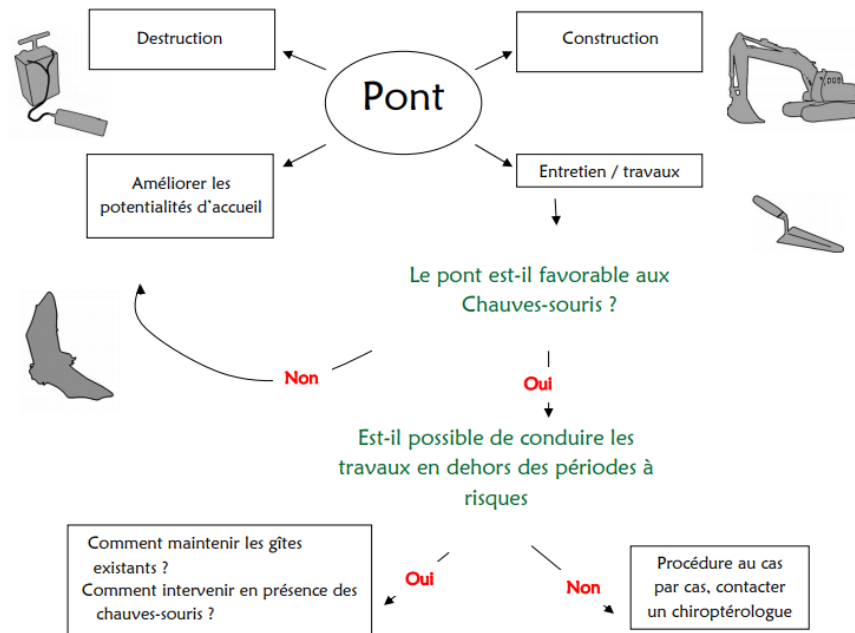 Destruction
Construction
Pont
Améliorer les
potentialités d'accueil
Entretien / travaux
Le pont est-il favorable aux
Chauves-souris ?
Non
Oui
Est-il possible de conduire les
travaux en dehors des périodes à
risques
Comment maintenir les gîtes
existants ?
Comment intervenir en présence des
chauves-souris ?
Oui
Non
Procédure au cas
par cas, contacter
un chiroptérologue